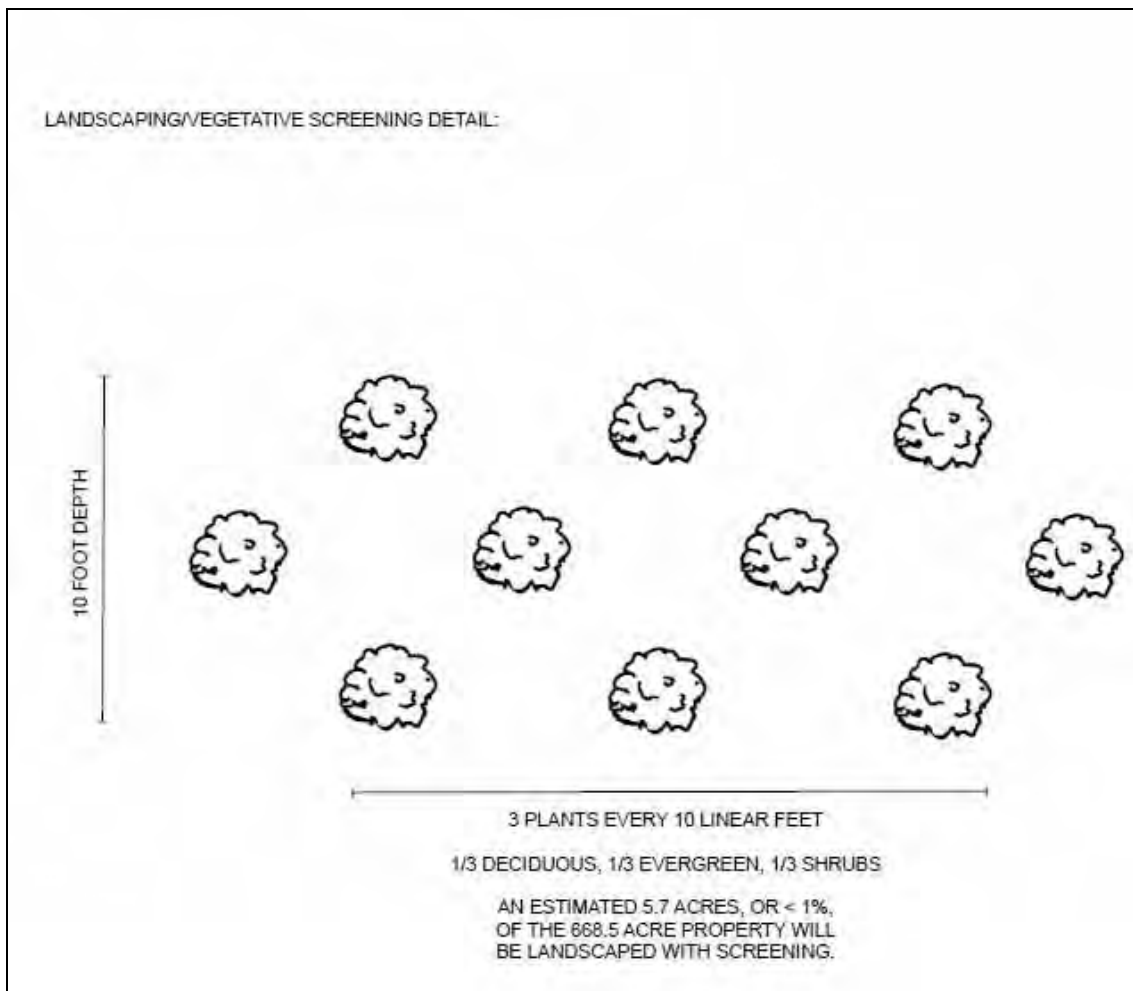 LANDSCAPING/VEGETATIVE SCREENING DETAIL:
10 FOOT DEPTH
3 PLANTS EVERY 10 LINEAR FEET
1/3 DECIDUOUS, 1/3 EVERGREEN, 1/3 SHRUBS
AN ESTIMATED 5.7 ACRES, OR < 1%,
OF THE 668.5 ACRE PROPERTY WILL
BE LANDSCAPED WITH SCREENING.